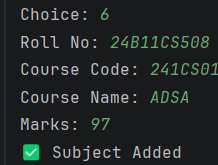 Choice: 6
Roll No: 24B11CS508
Course Code: 241CS01
Course Name: ADSA
Marks: 97
✅ Subject Added